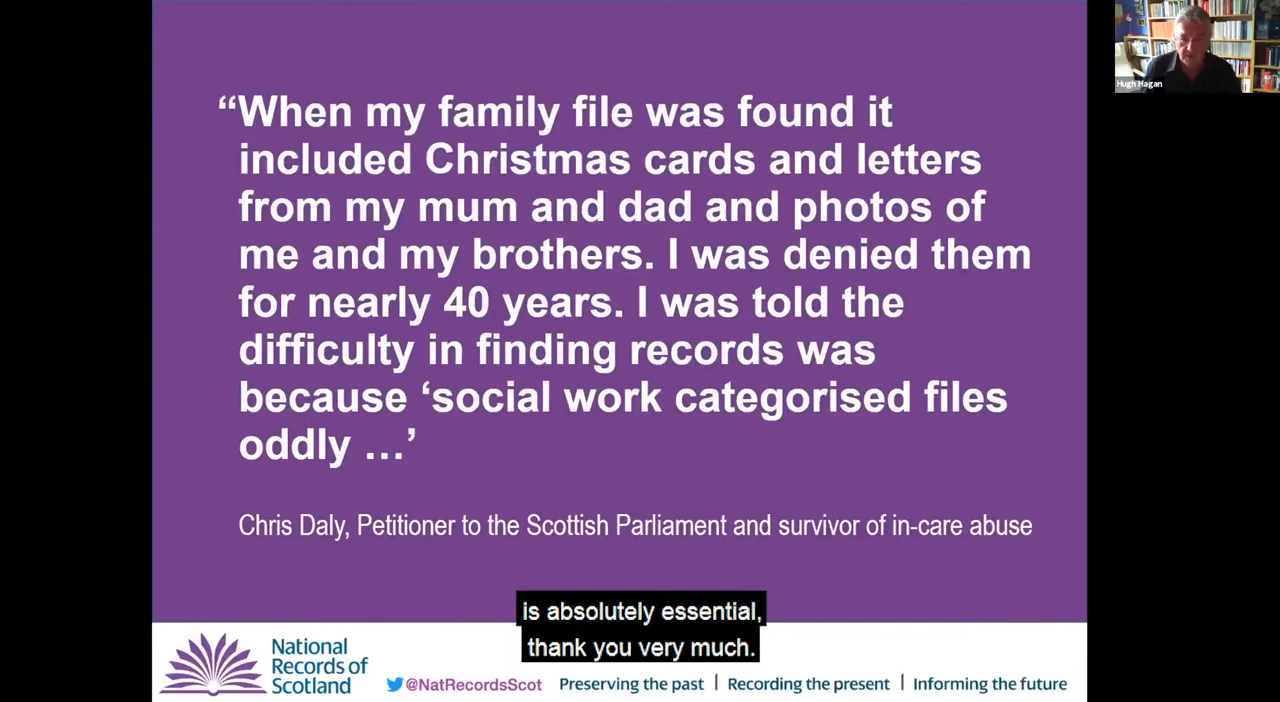 Hugh Hagan
“When my family file was found it
included Christmas cards and letters
from my mum and dad and photos of
me and my brothers. I was denied them
for nearly 40 years. I was told the
difficulty in finding records was
because ‘social work categorised files
oddly …’
Chris Daly, Petitioner to the Scottish Parliament and survivor of in-care abuse
is absolutely essential,
thank you very much.
National
Records of
Scotland
@NatRecordsScot
Preserving the past | Recording the present | Informing the future